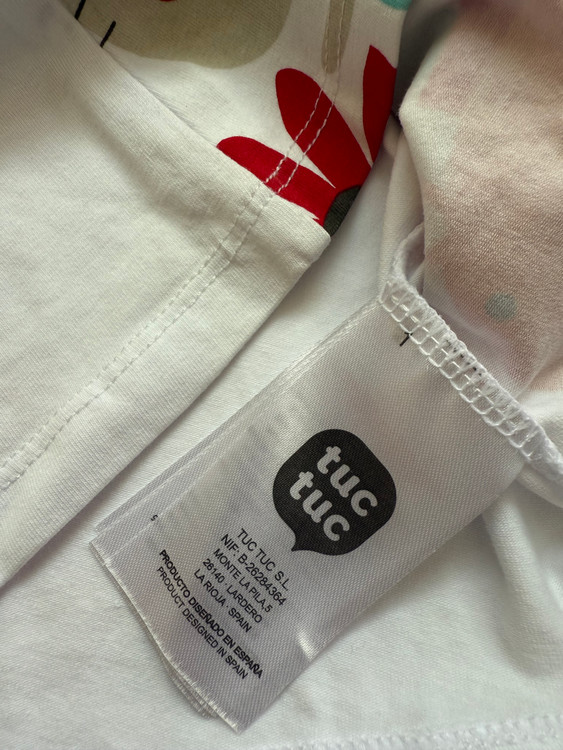 tuc
tuc
TUC TUC S.L
NIF: B-26284364
MONTE LA PILA,5
26140 - LARDERO
LA RIOJA - SPAIN
PRODUCTO DISEÑADO EN ESPAÑA
PRODUCT DESIGNED IN SPAIN
s